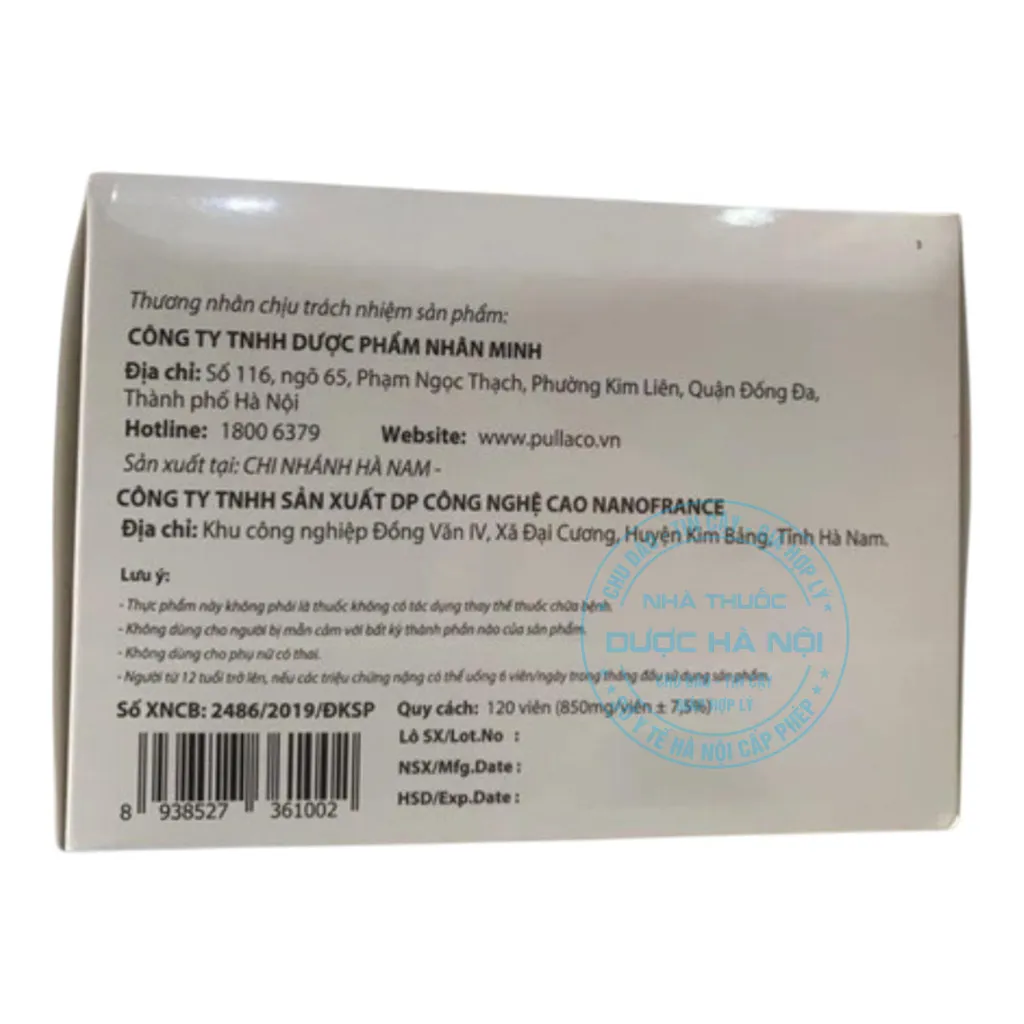 Thương nhân chịu trách nhiệm sản phẩm:
CÔNG TY TNHH DƯỢC PHẨM NHÂN MINH
Địa chỉ: Số 116, ngõ 65, Phạm Ngọc Thạch, Phường Kim Liên, Quận Đống Đa,
Thành phố Hà Nội
Hotline: 1800 6379 Website: www.pullaco.vn
Sản xuất tại: CHI NHÁNH HÀ NAM -
CÔNG TY TNHH SẢN XUẤT DP CÔNG NGHỆ CAO NANOFRANCE
Địa chỉ: Khu công nghiệp Đồng Văn IV, Xã Đại Cương, Huyện Kim Bảng, Tỉnh Hà Nam.
Lưu ý:
- Thực phẩm này không phải là thuốc không có tác dụng thay thế thuốc chữa bệnh.
- Không dùng cho người bị mẫn cảm với bất kỳ thành phần nào của sản phẩm.
- Không dùng cho phụ nữ có thai.
- Người từ 12 tuổi trở lên, nếu các triệu chứng nặng có thể uống 6 viên/ngày trong tháng đầu sử dụng sản phẩm.
Số XNCB: 2486/2019/ĐKSP Quy cách: 120 viên (850mg/viên ± 7,5%)
Lô SX/Lot.No :
NSX/Mfg.Date :
HSD/Exp.Date :
8 938527 361002
NHÀ THUỐC
DƯỢC HÀ NỘI
HỢP LÝ
SỞ Y TẾ HÀ NỘI CẤP PHÉP